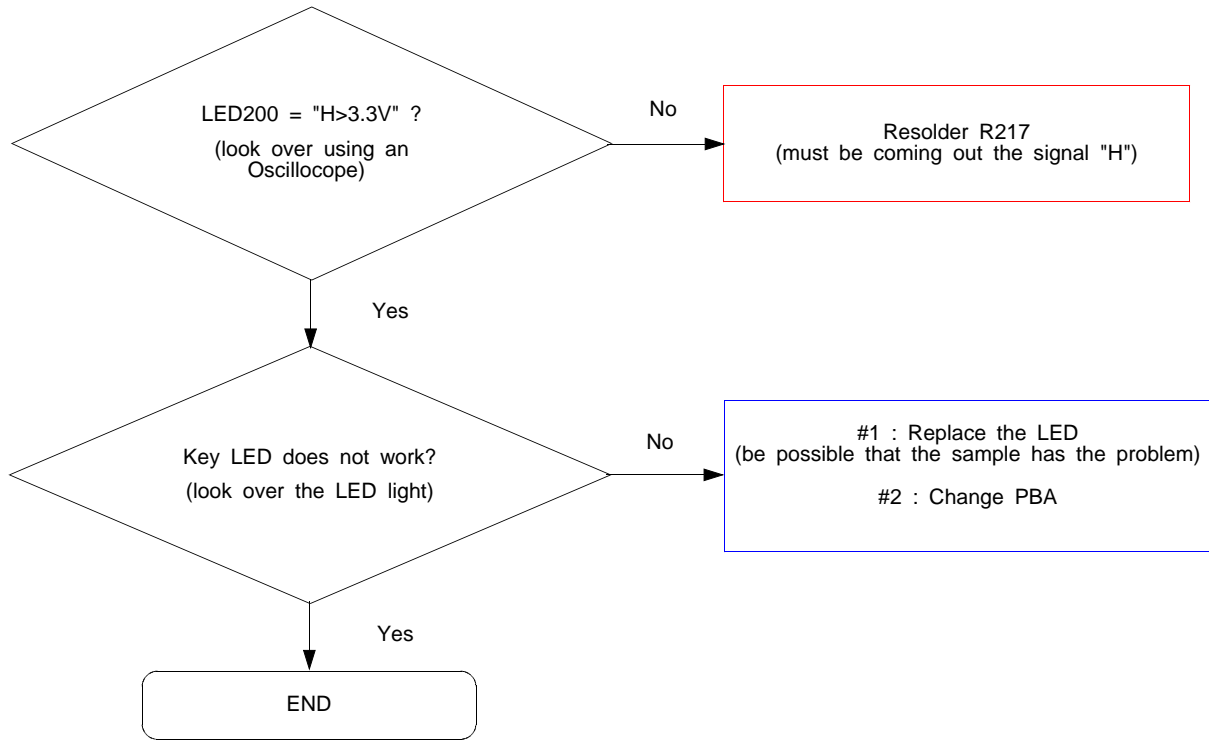 LED200 = "H>3.3V" ?
(look over using an
Oscillocope)
No
Resolder R217
(must be coming out the signal "H")
Yes
Key LED does not work?
(look over the LED light)
No
#1 : Replace the LED
(be possible that the sample has the problem)
#2 : Change PBA
Yes
END